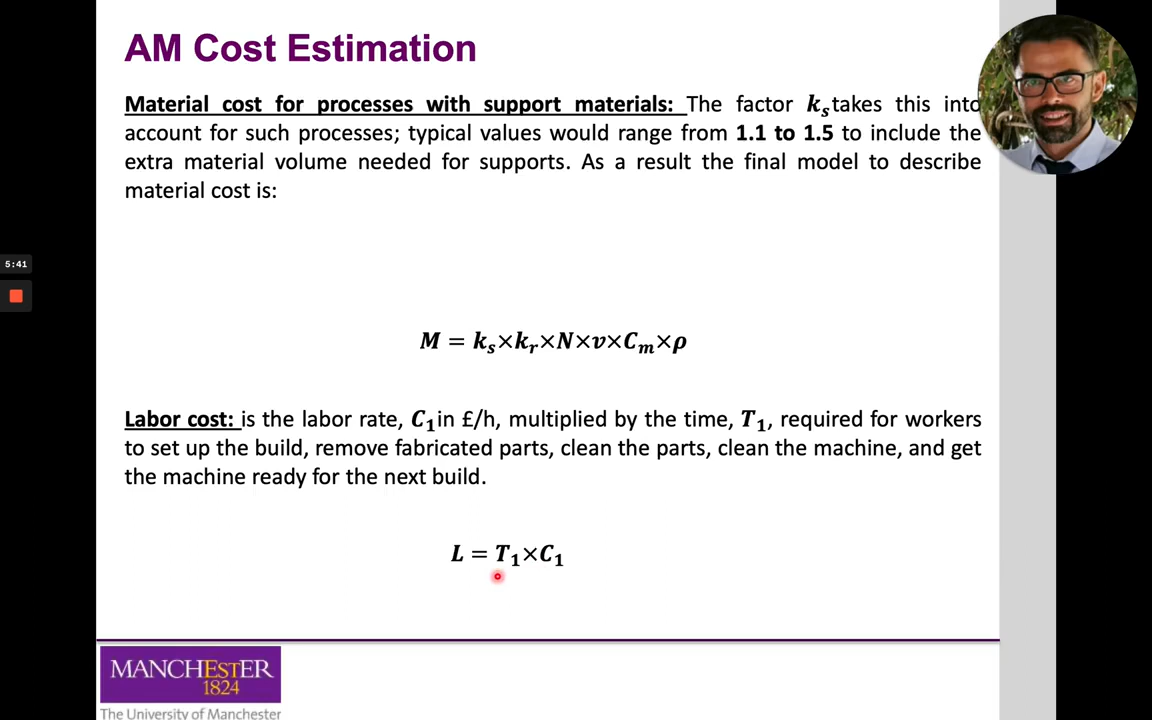 AM Cost Estimation
Material cost for processes with support materials: The factor kₛ takes this into
account for such processes; typical values would range from 1.1 to 1.5 to include the
extra material volume needed for supports. As a result the final model to describe
material cost is:
5:41
M = kₛ×kᵣ×N×v×Cₘ×ρ
Labor cost: is the labor rate, C₁ in £/h, multiplied by the time, T₁, required for workers
to set up the build, remove fabricated parts, clean the parts, clean the machine, and get
the machine ready for the next build.
L = T₁×C₁
MANCHESTER
1824
The University of Manchester